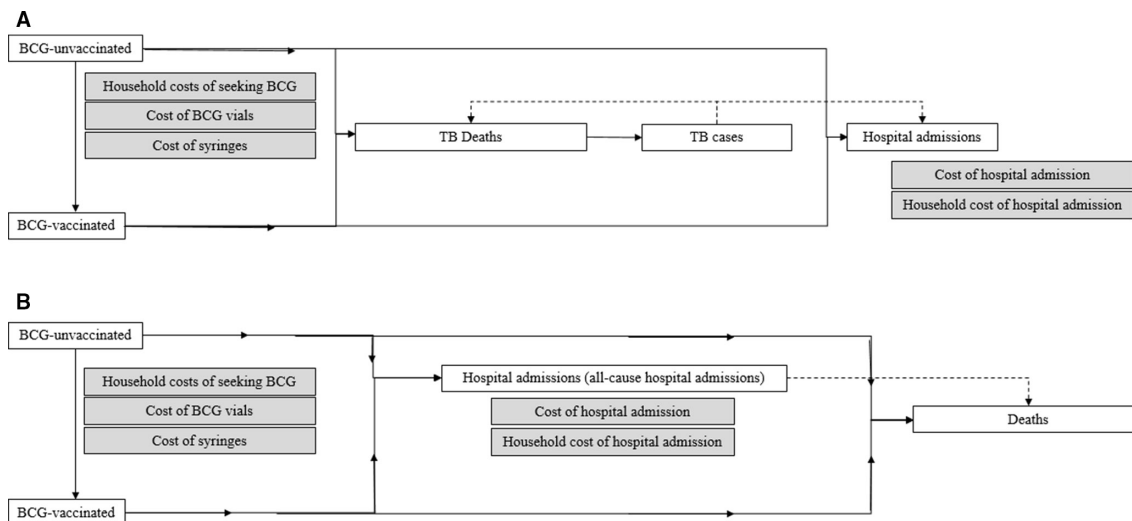 A
BCG-unvaccinated
Household costs of seeking BCG
Cost of BCG vials
Cost of syringes
TB Deaths
TB cases
Hospital admissions
Cost of hospital admission
Household cost of hospital admission
BCG-vaccinated
B
BCG-unvaccinated
Household costs of seeking BCG
Cost of BCG vials
Cost of syringes
Hospital admissions (all-cause hospital admissions)
Cost of hospital admission
Household cost of hospital admission
Deaths
BCG-vaccinated